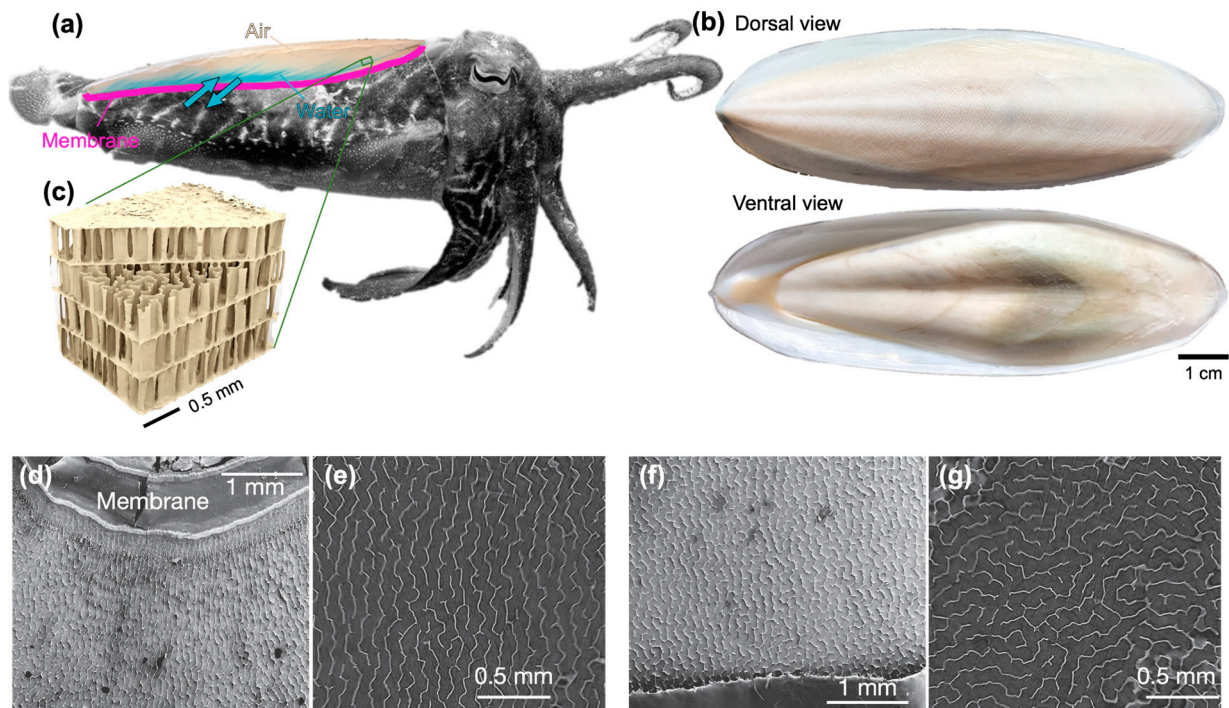 (a)
Air
Water
Membrane
(b)
Dorsal view
Ventral view
1 cm
(c)
0.5 mm
(d)
1 mm
Membrane
(e)
0.5 mm
(f)
1 mm
(g)
0.5 mm